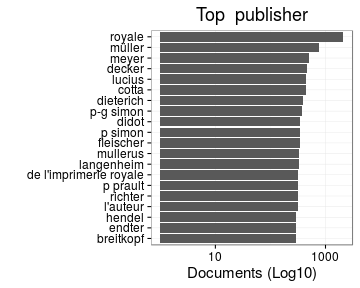 Top publisher
royale
müller
meyer
decker
lucius
cotta
dieterich
p-g simon
didot
p simon
fleischer
mullerus
langenheim
de l'imprimerie royale
p prault
richter
l'auteur
hendel
endter
breitkopf
10 1000
Documents (Log10)